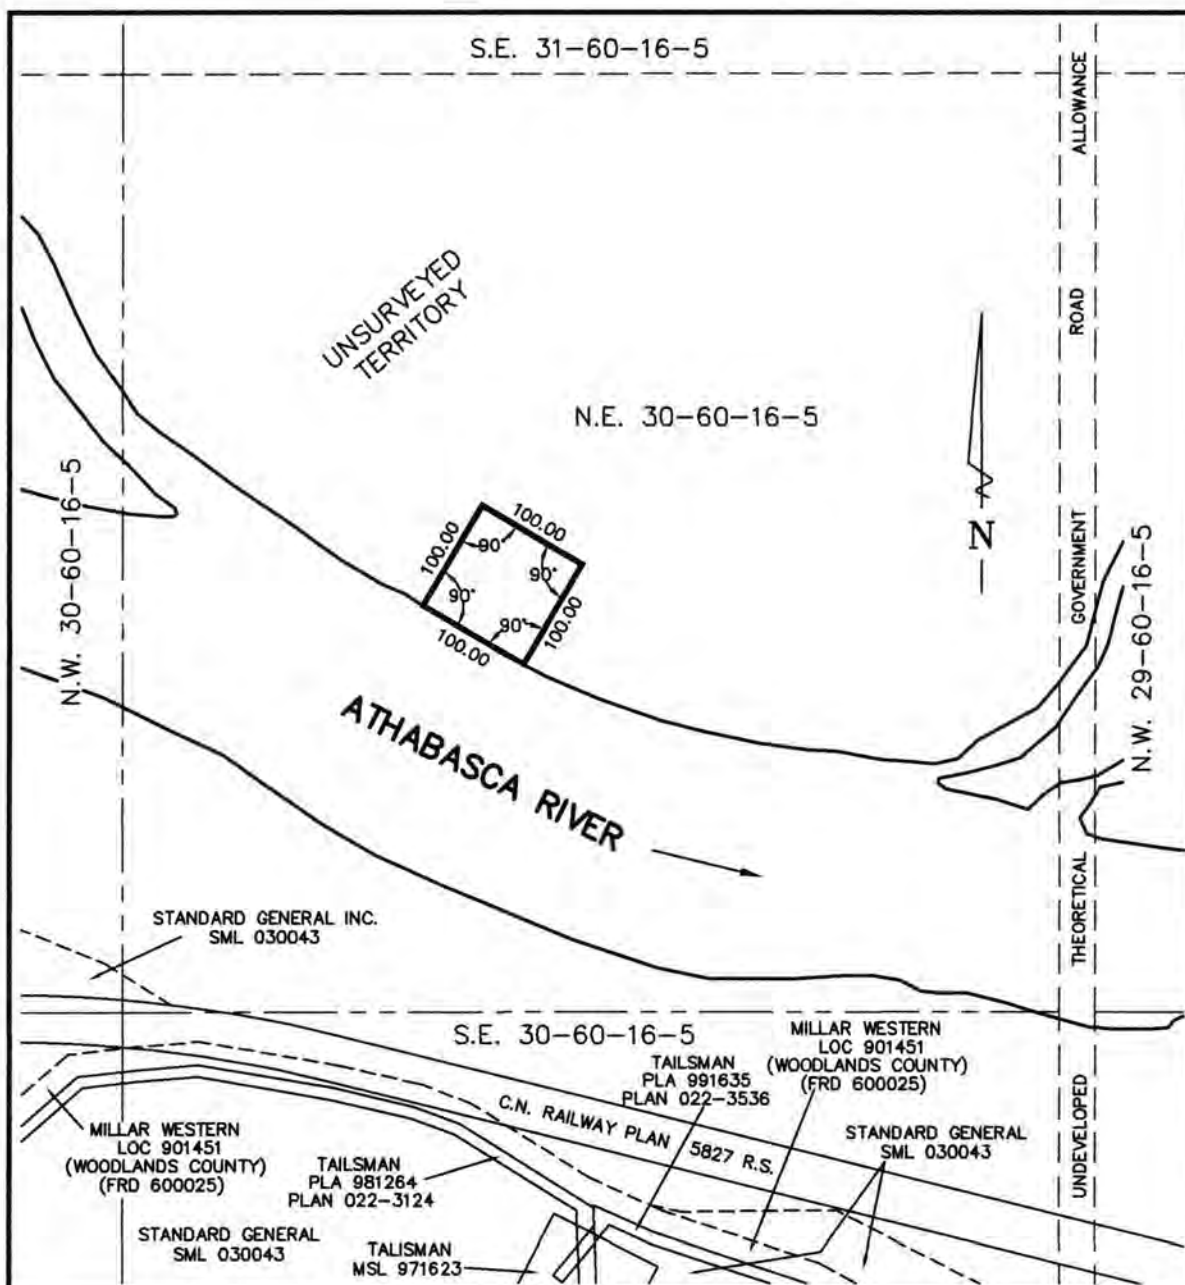 S.E. 31-60-16-5
ALLOWANCE
UNSURVEYED
TERRITORY
ROAD
N.E. 30-60-16-5
N.W. 30-60-16-5
100.00
100.00
90°
90°
N
GOVERNMENT
90°
90°
100.00
100.00
N.W. 29-60-16-5
ATHABASCA RIVER
THEORETICAL
STANDARD GENERAL INC.
SML 030043
S.E. 30-60-16-5
MILLAR WESTERN
LOC 901451
(WOODLANDS COUNTY)
(FRD 600025)
TAILSMAN
PLA 991635
PLAN 022-3536
C.N. RAILWAY PLAN 5827 R.S.
UNDEVELOPED
MILLAR WESTERN
LOC 901451
(WOODLANDS COUNTY)
(FRD 600025)
TAILSMAN
PLA 981264
PLAN 022-3124
STANDARD GENERAL
SML 030043
STANDARD GENERAL
SML 030043
TALISMAN
MSL 971623